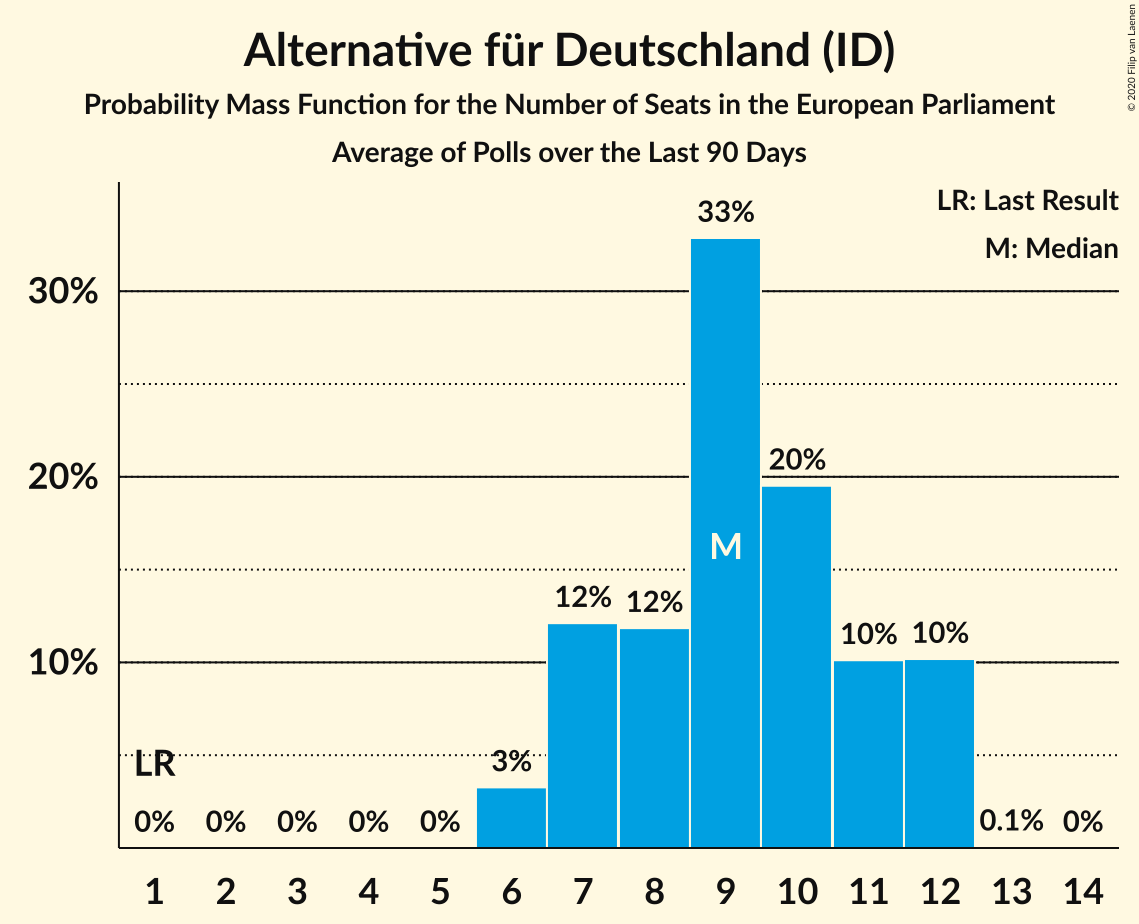 Alternative für Deutschland (ID)
Probability Mass Function for the Number of Seats in the European Parliament
Average of Polls over the Last 90 Days
© 2020 Filip van Laenen
LR: Last Result
M: Median
33%
30%
20%
20%
M
12% 12%
10% 10%
10%
LR
3%
0% 0% 0% 0% 0% 0.1% 0%
1 2 3 4 5 6 7 8 9 10 11 12 13 14